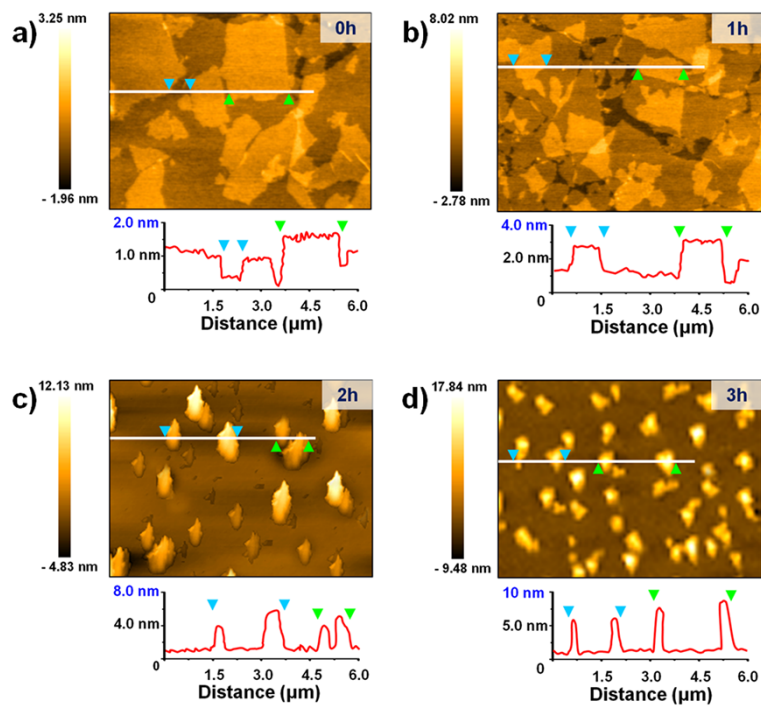 a)
3.25 nm
0h
- 1.96 nm
2.0 nm
1.0 nm
0
1.5 3.0 4.5 6.0
Distance (µm)
b)
8.02 nm
1h
- 2.78 nm
4.0 nm
2.0 nm
0
1.5 3.0 4.5 6.0
Distance (µm)
c)
12.13 nm
2h
- 4.83 nm
8.0 nm
4.0 nm
0
1.5 3.0 4.5 6.0
Distance (µm)
d)
17.84 nm
3h
- 9.48 nm
10 nm
5.0 nm
0
1.5 3.0 4.5 6.0
Distance (µm)